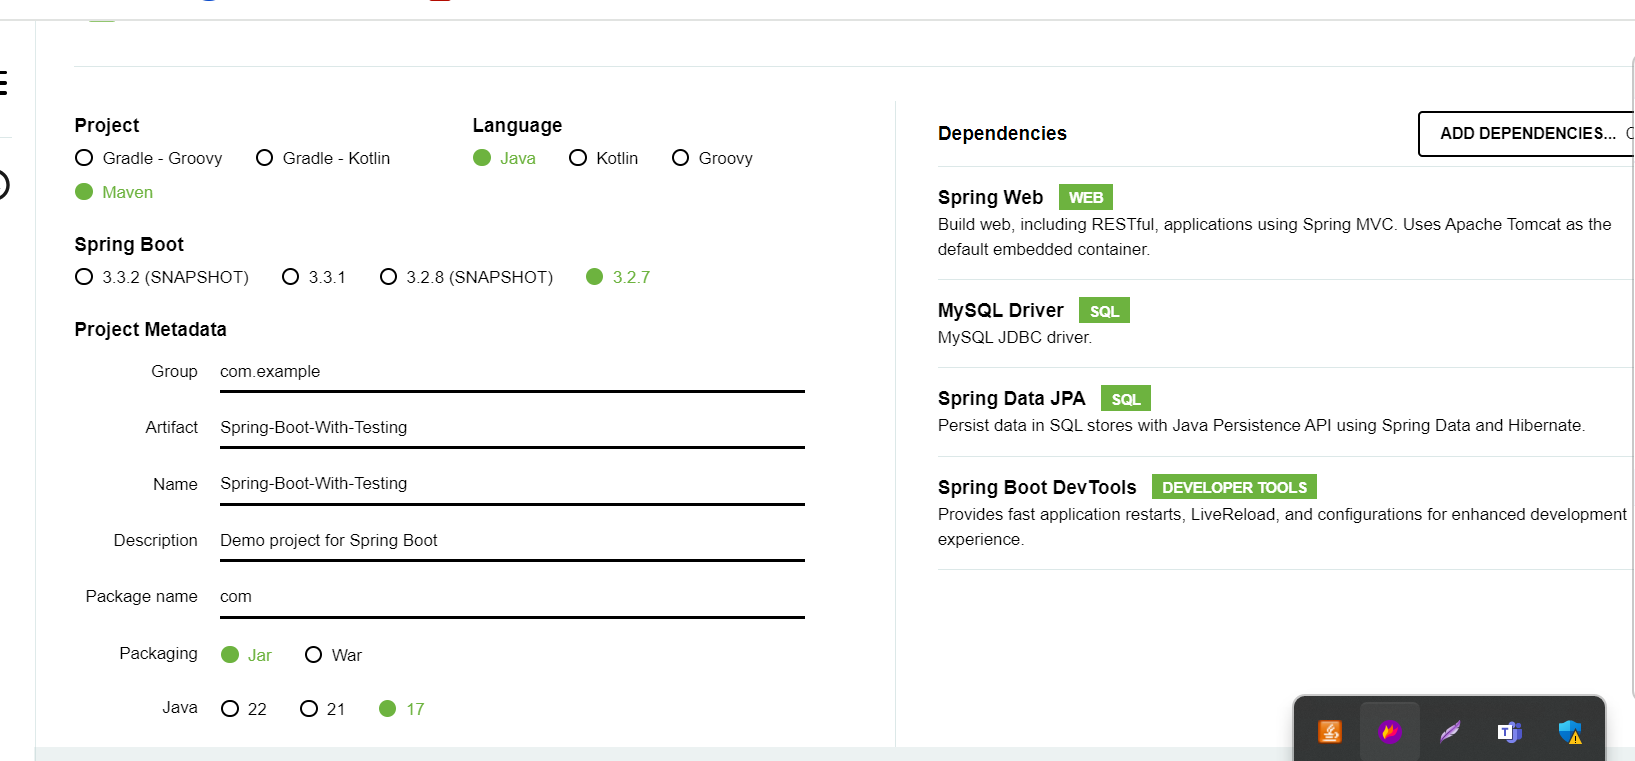 Project
Gradle - Groovy Gradle - Kotlin
Maven
Language
Java Kotlin Groovy
Spring Boot
3.3.2 (SNAPSHOT) 3.3.1 3.2.8 (SNAPSHOT) 3.2.7
Project Metadata
Group com.example
Artifact Spring-Boot-With-Testing
Name Spring-Boot-With-Testing
Description Demo project for Spring Boot
Package name com
Packaging Jar War
Java 22 21 17
Dependencies ADD DEPENDENCIES...
Spring Web WEB
Build web, including RESTful, applications using Spring MVC. Uses Apache Tomcat as the
default embedded container.
MySQL Driver SQL
MySQL JDBC driver.
Spring Data JPA SQL
Persist data in SQL stores with Java Persistence API using Spring Data and Hibernate.
Spring Boot DevTools DEVELOPER TOOLS
Provides fast application restarts, LiveReload, and configurations for enhanced development
experience.